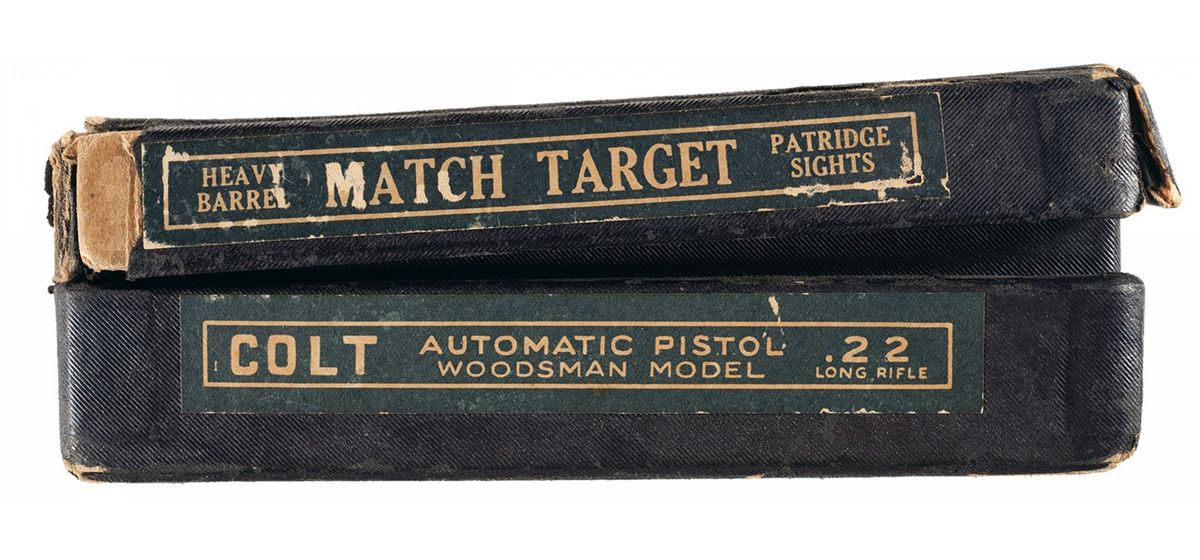 HEAVY
BARREL
MATCH TARGET
PATRIDGE
SIGHTS
COLT
AUTOMATIC PISTOL
WOODSMAN MODEL
.22
LONG RIFLE